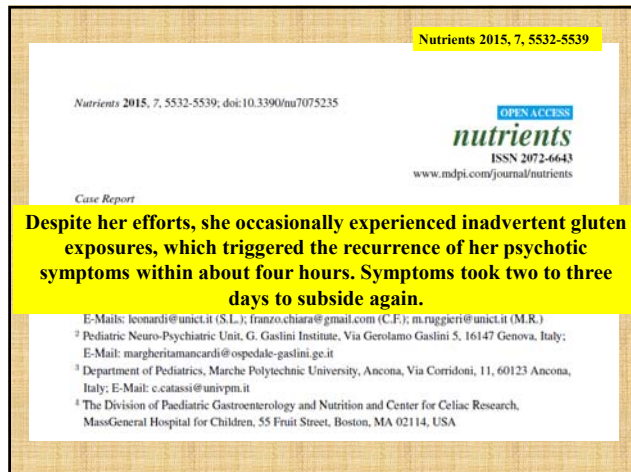 Nutrients 2015, 7, 5532-5539
Nutrients 2015, 7, 5532-5539; doi:10.3390/nu7075235
OPEN ACCESS
nutrients
ISSN 2072-6643
www.mdpi.com/journal/nutrients
Case Report
Despite her efforts, she occasionally experienced inadvertent gluten
exposures, which triggered the recurrence of her psychotic
symptoms within about four hours. Symptoms took two to three
days to subside again.
E-Mails: leonardi@unict.it (S.L.); franzo.chiara@gmail.com (C.F.); m.ruggieri@unict.it (M.R.)
2 Pediatric Neuro-Psychiatric Unit, G. Gaslini Institute, Via Gerolamo Gaslini 5, 16147 Genova, Italy;
E-Mail: margheritamancardi@ospedale-gaslini.ge.it
3 Department of Pediatrics, Marche Polytechnic University, Ancona, Via Corridoni, 11, 60123 Ancona,
Italy; E-Mail: c.catassi@univpm.it
4 The Division of Paediatric Gastroenterology and Nutrition and Center for Celiac Research,
MassGeneral Hospital for Children, 55 Fruit Street, Boston, MA 02114, USA